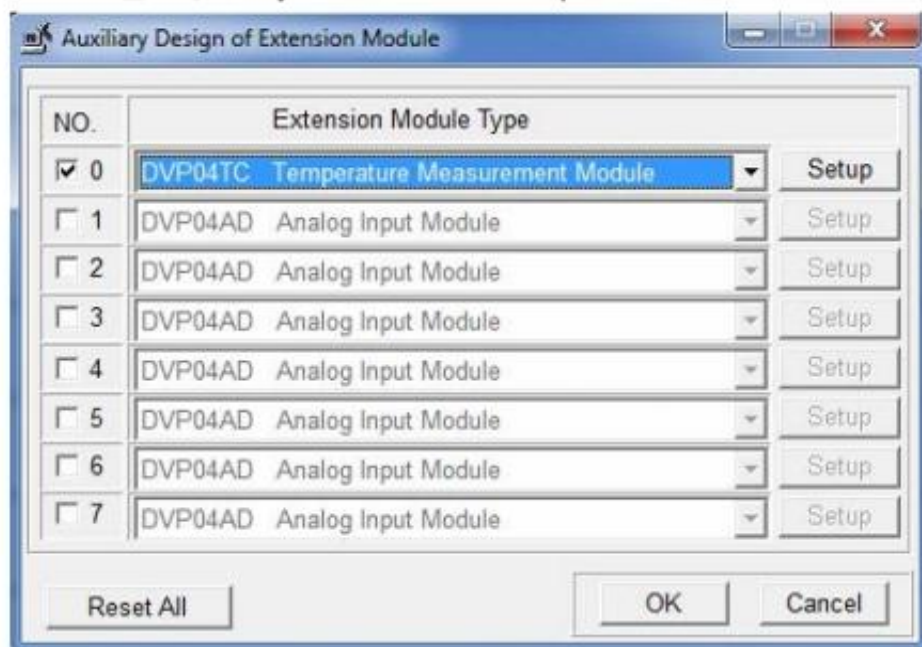 Auxiliary Design of Extension Module
NO. Extension Module Type
0 DVP04TC Temperature Measurement Module Setup
1 DVP04AD Analog Input Module Setup
2 DVP04AD Analog Input Module Setup
3 DVP04AD Analog Input Module Setup
4 DVP04AD Analog Input Module Setup
5 DVP04AD Analog Input Module Setup
6 DVP04AD Analog Input Module Setup
7 DVP04AD Analog Input Module Setup
Reset All OK Cancel